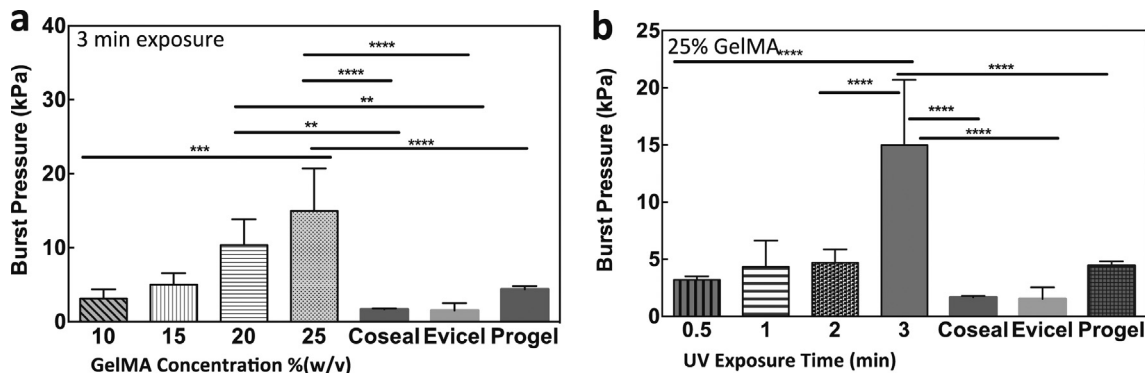 a
3 min exposure
Burst Pressure (kPa)
40
30
20
10
0
****
****
**
**
***
****
10 15 20 25 Coseal Evicel Progel
GelMA Concentration %(w/v)
b
25% GelMA
Burst Pressure (kPa)
25
20
15
10
5
0
****
****
****
****
****
0.5 1 2 3 Coseal Evicel Progel
UV Exposure Time (min)